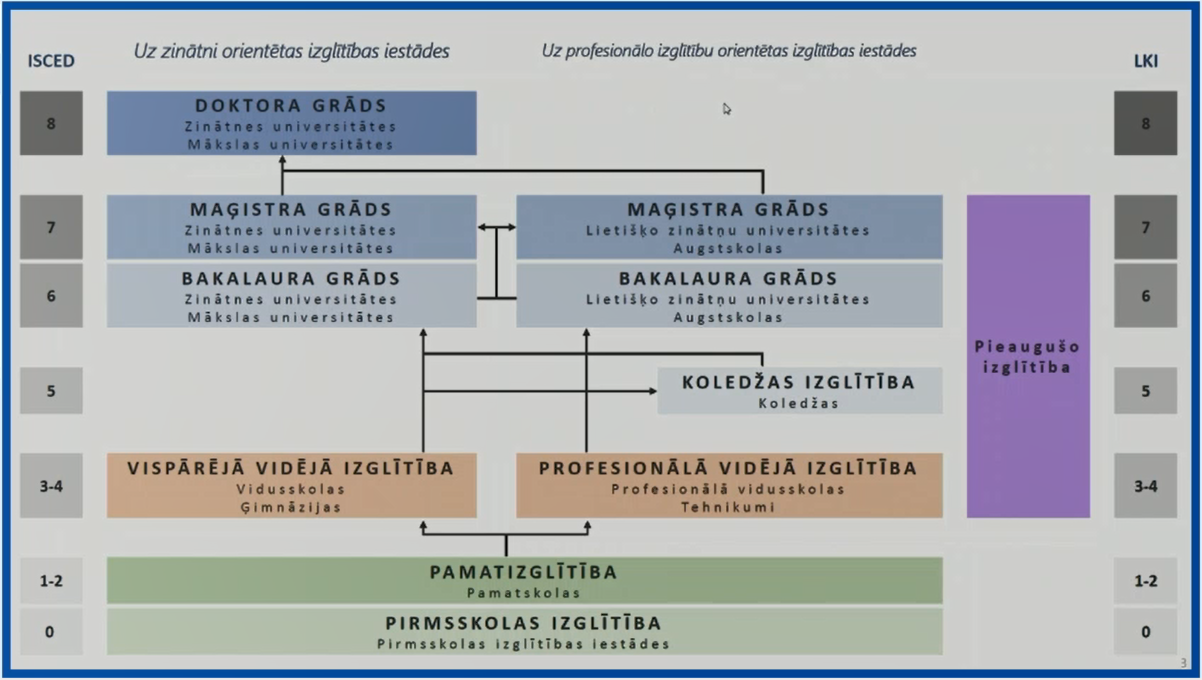 Uz zinātni orientētas izglītības iestādes
Uz profesionālo izglītību orientētas izglītības iestādes
ISCED
LKI
8
DOKTORA GRĀDS
Zinātnes universitātes
Mākslas universitātes
8
7
MAĢISTRA GRĀDS
Zinātnes universitātes
Mākslas universitātes
MAĢISTRA GRĀDS
Lietišķo zinātņu universitātes
Augstskolas
7
6
BAKALAURA GRĀDS
Zinātnes universitātes
Mākslas universitātes
BAKALAURA GRĀDS
Lietišķo zinātņu universitātes
Augstskolas
6
Pieaugušo
izglītība
5
KOLEDŽAS IZGLĪTĪBA
Koledžas
5
3-4
VISPĀRĒJĀ VIDĒJĀ IZGLĪTĪBA
Vidusskolas
Ģimnāzijas
PROFESIONĀLĀ VIDĒJĀ IZGLĪTĪBA
Profesionālā vidusskolas
Tehnikumi
3-4
1-2
PAMATIZGLĪTĪBA
Pamatskolas
1-2
0
PIRMSSKOLAS IZGLĪTĪBA
Pirmsskolas izglītības iestādes
0
3